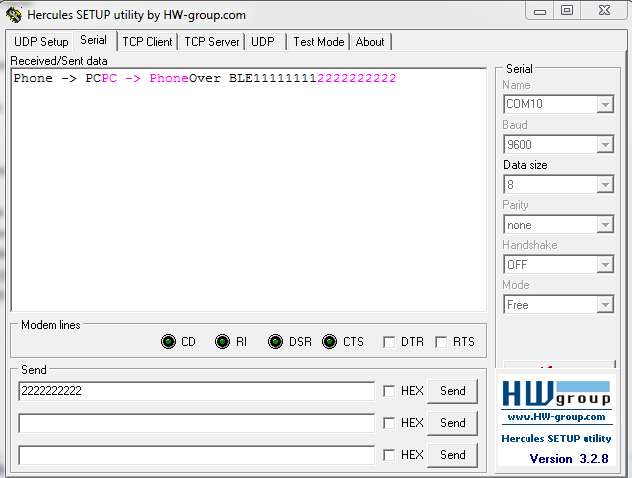 Hercules SETUP utility by HW-group.com
UDP Setup
Serial
TCP Client
TCP Server
UDP
Test Mode
About
Received/Sent data
Phone -> PCPC -> PhoneOver BLE111111112222222222
Serial
Name
COM10
Baud
9600
Data size
8
Parity
none
Handshake
OFF
Mode
Free
Modem lines
CD
RI
DSR
CTS
DTR
RTS
Send
2222222222
HEX
Send
HEX
Send
HEX
Send
HW group
www.HW-group.com
Hercules SETUP utility
Version 3.2.8